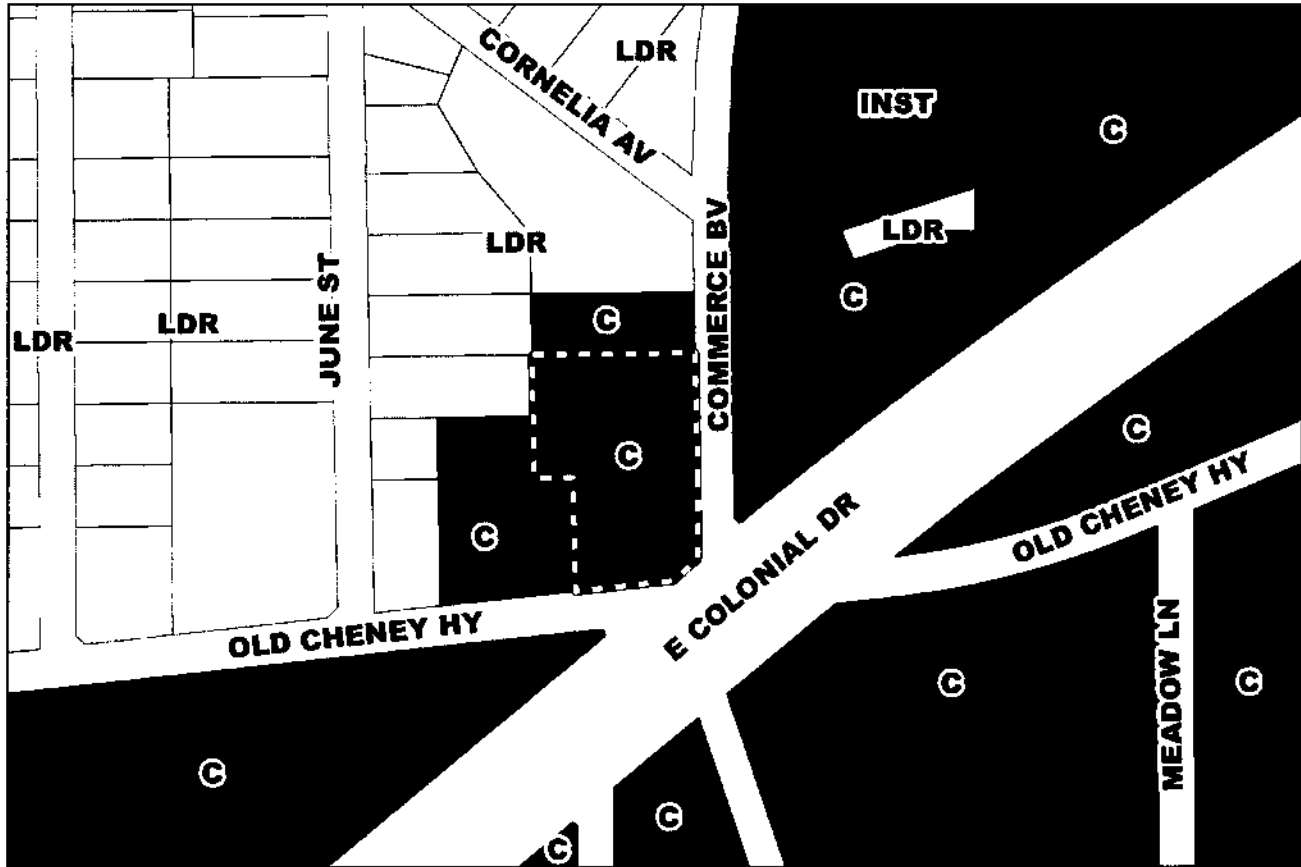 CORNELIA AV
LDR
INST
C
LDR
LDR
C
COMMERCE BV
JUNE ST
LDR
LDR
C
C
C
C
E COLONIAL DR
OLD CHENEY HY
OLD CHENEY HY
MEADOW LN
C
C
C
C
C